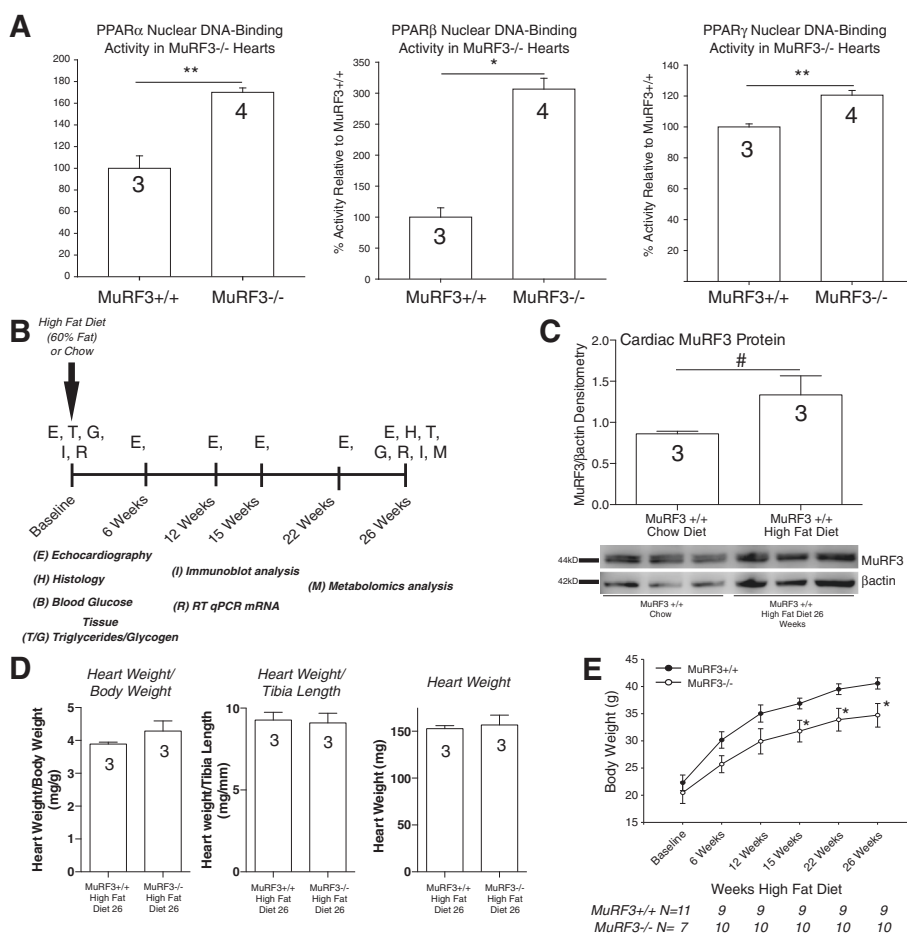 A
PPARα Nuclear DNA-Binding
Activity in MuRF3-/- Hearts
**
180
160
140
120
100
80
60
40
20
0
3
4
MuRF3+/+
MuRF3-/-
PPARβ Nuclear DNA-Binding
Activity in MuRF3-/- Hearts
*
% Activity Relative to MuRF3+/+
350
300
250
200
150
100
50
0
3
4
MuRF3+/+
MuRF3-/-
PPARγ Nuclear DNA-Binding
Activity in MuRF3-/- Hearts
**
% Activity Relative to MuRF3+/+
140
120
100
80
60
40
20
0
3
4
MuRF3+/+
MuRF3-/-
B
High Fat Diet
(60% Fat)
or Chow
E, T, G,
I, R
E,
E,
E,
E,
E, H, T,
G, R, I, M
Baseline
6 Weeks
12 Weeks
15 Weeks
22 Weeks
26 Weeks
(E) Echocardiography
(H) Histology
(B) Blood Glucose
Tissue
(T/G) Triglycerides/Glycogen
(I) Immunoblot analysis
(R) RT qPCR mRNA
(M) Metabolomics analysis
C
Cardiac MuRF3 Protein
#
MuRF3/βactin Densitometry
2.0
1.5
1.0
0.5
0.0
3
3
MuRF3 +/+
Chow Diet
MuRF3 +/+
High Fat Diet
44kD
MuRF3
42kD
βactin
MuRF3 +/+
Chow
MuRF3 +/+
High Fat Diet 26
Weeks
D
Heart Weight/
Body Weight
Heart Weight/Body Weight
(mg/g)
5
4
3
2
1
0
3
3
MuRF3+/+
High Fat
Diet 26
MuRF3-/-
High Fat
Diet 26
Heart Weight/
Tibia Length
Heart weight/Tibia Length
(mg/mm)
10
5
0
3
3
MuRF3+/+
High Fat
Diet 26
MuRF3-/-
High Fat
Diet 26
Heart Weight
Heart Weight (mg)
150
100
50
0
3
3
MuRF3+/+
High Fat
Diet 26
MuRF3-/-
High Fat
Diet 26
E
MuRF3+/+
MuRF3-/-
Body Weight (g)
45
40
35
30
25
20
15
*
*
*
Baseline
6 Weeks
12 Weeks
15 Weeks
22 Weeks
26 Weeks
Weeks High Fat Diet
MuRF3+/+ N=11 9 9 9 9 9
MuRF3-/- N= 7 10 10 10 10 10